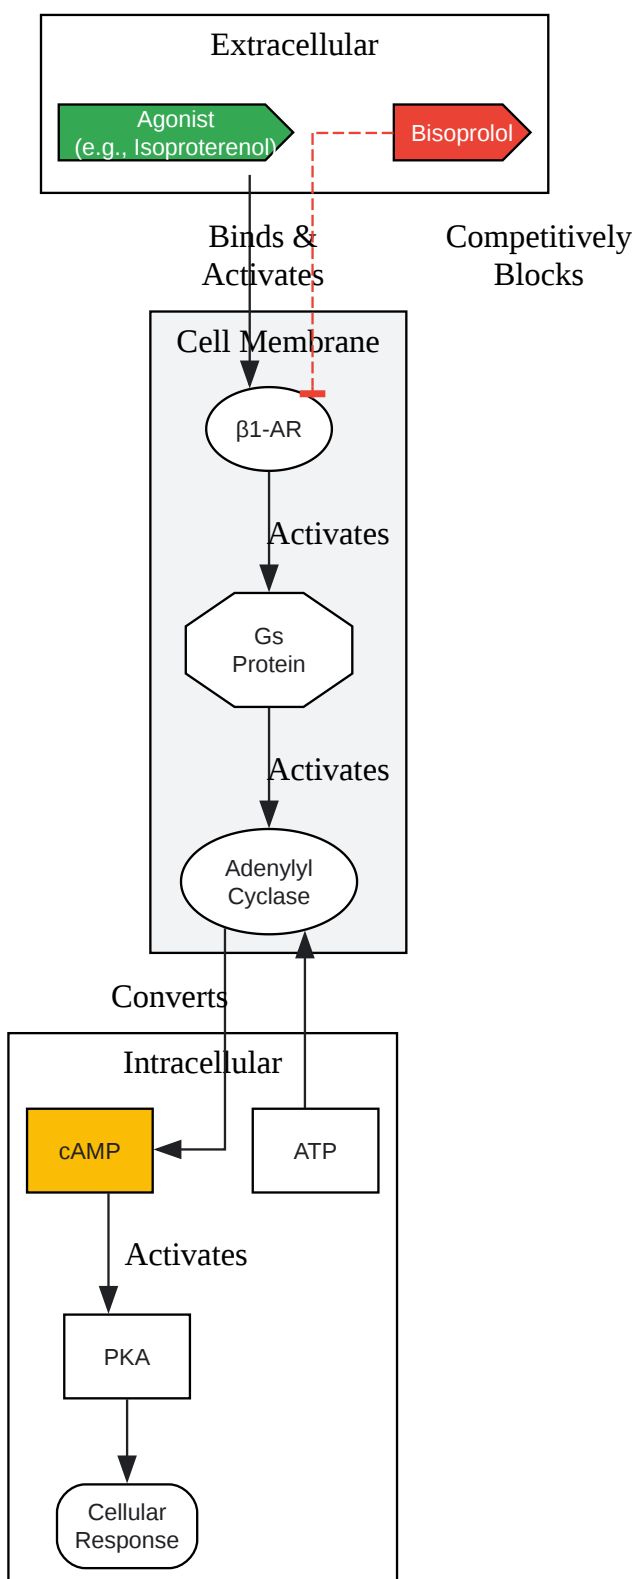 Extracellular
Agonist
(e.g., Isoproterenol)
Bisoprolol
Binds &
Activates
Competitively
Blocks
Cell Membrane
β1-AR
Activates
Gs
Protein
Activates
Adenylyl
Cyclase
Converts
Intracellular
cAMP
ATP
Activates
PKA
Cellular
Response